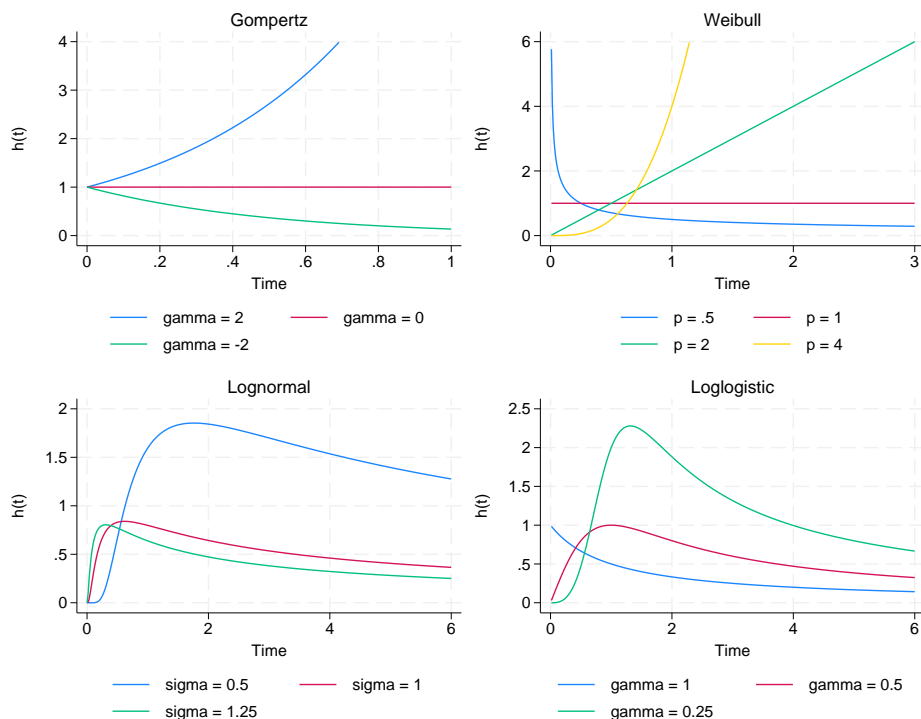 Gompertz
h(t)
4
3
2
1
0
0 .2 .4 .6 .8 1
Time
gamma = 2 gamma = 0
gamma = -2
Weibull
h(t)
6
4
2
0
0 1 2 3
Time
p = .5 p = 1
p = 2 p = 4
Lognormal
h(t)
2
1.5
1
.5
0
0 2 4 6
Time
sigma = 0.5 sigma = 1
sigma = 1.25
Loglogistic
h(t)
2.5
2
1.5
1
.5
0
0 2 4 6
Time
gamma = 1 gamma = 0.5
gamma = 0.25